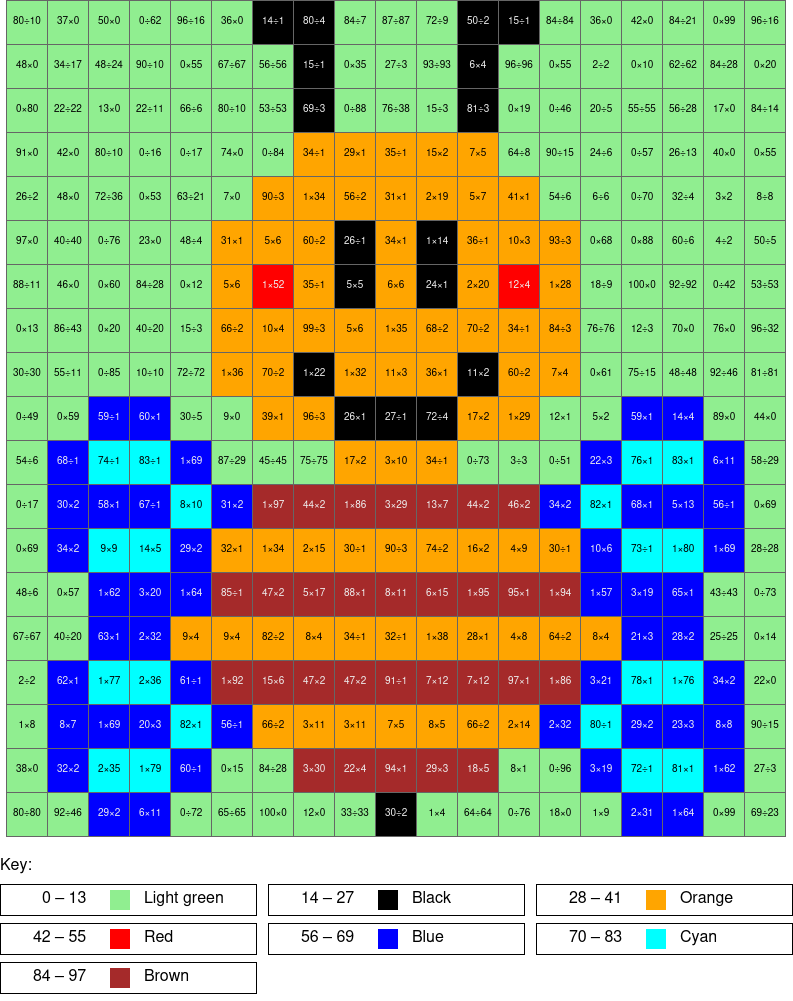 80÷10 37×0 50×0 0÷62 96÷16 36×0 14÷1 80÷4 84÷7 87÷87 72÷9 50÷2 15÷1 84÷84 36×0 42×0 84÷21 0×99 96÷16
48×0 34÷17 48÷24 90÷10 0×55 67÷67 56÷56 15÷1 0×35 27÷3 93÷93 6×4 96÷96 0×55 2÷2 0×10 62÷62 84÷28 0×20
0×80 22÷22 13×0 22÷11 66÷6 80÷10 53÷53 69÷3 0÷88 76÷38 15÷3 81÷3 0×19 0÷46 20÷5 55÷55 56÷28 17×0 84÷14
91×0 42×0 80÷10 0÷16 0÷17 74×0 0÷84 34÷1 29×1 35÷1 15×2 7×5 64÷8 90÷15 24÷6 0÷57 26÷13 40×0 0×55
26÷2 48×0 72÷36 0×53 63÷21 7×0 90÷3 1×34 56÷2 31×1 2×19 5×7 41×1 54÷6 6÷6 0÷70 32÷4 3×2 8÷8
97×0 40÷40 0÷76 23×0 48÷4 31×1 5×6 60÷2 26÷1 34×1 1×14 36÷1 10×3 93÷3 0×68 0×88 60÷6 4÷2 50÷5
88÷11 46×0 0×60 84÷28 0×12 5×6 1×52 35÷1 5×5 6×6 24×1 2×20 12×4 1×28 18÷9 100×0 92÷92 0÷42 53÷53
0×13 86÷43 0×20 40÷20 15÷3 66÷2 10×4 99÷3 5×6 1×35 68÷2 70÷2 34÷1 84÷3 76÷76 12÷3 70×0 76×0 96÷32
30÷30 55÷11 0÷85 10÷10 72÷72 1×36 70÷2 1×22 1×32 11×3 36×1 11×2 60÷2 7×4 0×61 75÷15 48÷48 92÷46 81÷81
0÷49 0×59 59÷1 60×1 30÷5 9×0 39×1 96÷3 26×1 27÷1 72÷4 17×2 1×29 12×1 5×2 59×1 14×4 89×0 44×0
54÷6 68÷1 74÷1 83÷1 1×69 87÷29 45÷45 75÷75 17×2 3×10 34÷1 0÷73 3÷3 0÷51 22×3 76×1 83×1 6×11 58÷29
0÷17 30×2 58×1 67÷1 8×10 31×2 1×97 44×2 1×86 3×29 13×7 44×2 46×2 34×2 82×1 68×1 5×13 56÷1 0×69
0×69 34×2 9×9 14×5 29×2 32×1 1×34 2×15 30÷1 90÷3 74÷2 16×2 4×9 30÷1 10×6 73÷1 1×80 1×69 28÷28
48÷6 0×57 1×62 3×20 1×64 85÷1 47×2 5×17 88×1 8×11 6×15 1×95 95×1 1×94 1×57 3×19 65×1 43÷43 0÷73
67÷67 40÷20 63×1 2×32 9×4 9×4 82÷2 8×4 34÷1 32÷1 1×38 28×1 4×8 64÷2 8×4 21×3 28×2 25÷25 0×14
2÷2 62×1 1×77 2×36 61÷1 1×92 15×6 47×2 47×2 91÷1 7×12 7×12 97×1 1×86 3×21 78×1 1×76 34×2 22×0
1×8 8×7 1×69 20×3 82×1 56÷1 66÷2 3×11 3×11 7×5 8×5 66÷2 2×14 2×32 80÷1 29×2 23×3 8×8 90÷15
38×0 32×2 2×35 1×79 60÷1 0×15 84÷28 3×30 22×4 94×1 29×3 18×5 8×1 0÷96 3×19 72÷1 81×1 1×62 27÷3
80÷80 92÷46 29×2 6×11 0÷72 65÷65 100×0 12×0 33÷33 30÷2 1×4 64÷64 0÷76 18×0 1×9 2×31 1×64 0×99 69÷23
Key:
0 – 13 Light green 14 – 27 Black 28 – 41 Orange
42 – 55 Red 56 – 69 Blue 70 – 83 Cyan
84 – 97 Brown